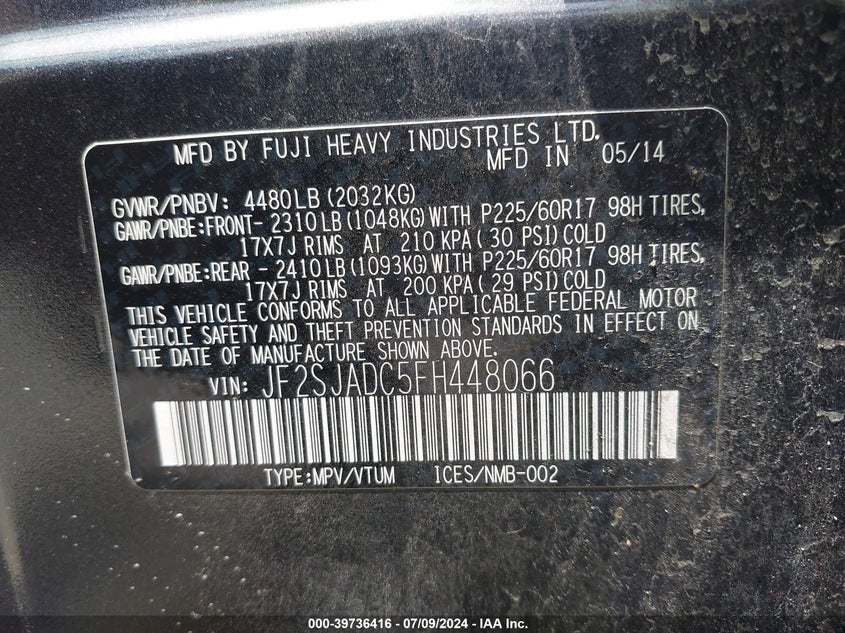 MFD BY FUJI HEAVY INDUSTRIES LTD.
MFD IN 05/14
GVWR/PNBV: 4480LB (2032KG)
GAWR/PNBE:FRONT- 2310LB (1048KG) WITH P225/60R17 98H TIRES,
17X7J RIMS AT 210 KPA( 30 PSI) COLD
GAWR/PNBE:REAR - 2410LB (1093KG) WITH P225/60R17 98H TIRES,
17X7J RIMS AT 200 KPA( 29 PSI) COLD
THIS VEHICLE CONFORMS TO ALL APPLICABLE FEDERAL MOTOR
VEHICLE SAFETY AND THEFT PREVENTION STANDARDS IN EFFECT ON
THE DATE OF MANUFACTURE SHOWN ABOVE.
VIN: JF2SJADC5FH448066
TYPE:MPV/VTUM ICES/NMB-002
000-39736416 - 07/09/2024 - IAA Inc.